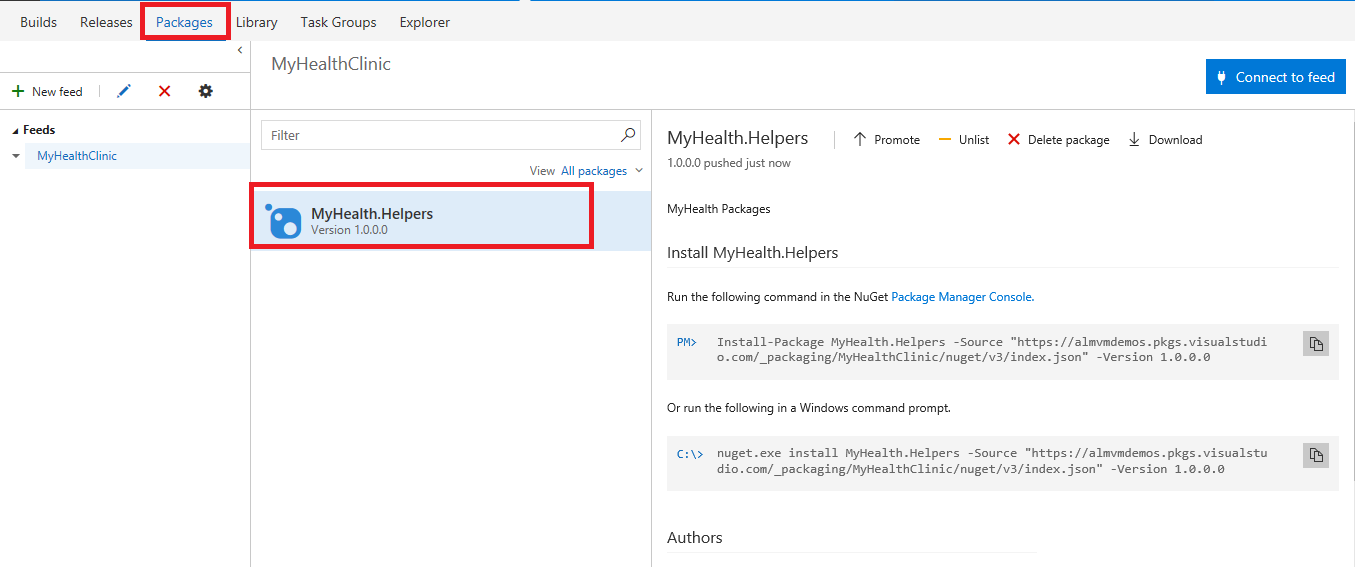 Builds Releases Packages Library Task Groups Explorer
MyHealthClinic
Connect to feed
New feed
Feeds
MyHealthClinic
Filter
View All packages
MyHealth.Helpers
Version 1.0.0.0
MyHealth.Helpers Promote Unlist Delete package Download
1.0.0.0 pushed just now
MyHealth Packages
Install MyHealth.Helpers
Run the following command in the NuGet Package Manager Console.
PM> Install-Package MyHealth.Helpers -Source "https://almvmdemos.pkgs.visualstudi
o.com/_packaging/MyHealthClinic/nuget/v3/index.json" -Version 1.0.0.0
Or run the following in a Windows command prompt.
C:\> nuget.exe install MyHealth.Helpers -Source "https://almvmdemos.pkgs.visualstu
dio.com/_packaging/MyHealthClinic/nuget/v3/index.json" -Version 1.0.0.0
Authors